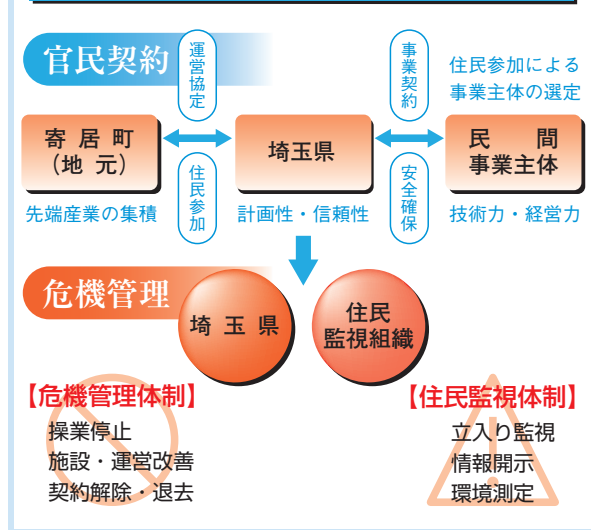 官民契約
運営協定
事業契約
住民参加による
事業主体の選定
寄居町
(地元)
埼玉県
民間
事業主体
住民参加
安全確保
先端産業の集積
計画性・信頼性
技術力・経営力
危機管理
埼玉県
住民
監視組織
【危機管理体制】
操業停止
施設・運営改善
契約解除・退去
【住民監視体制】
立入り監視
情報開示
環境測定